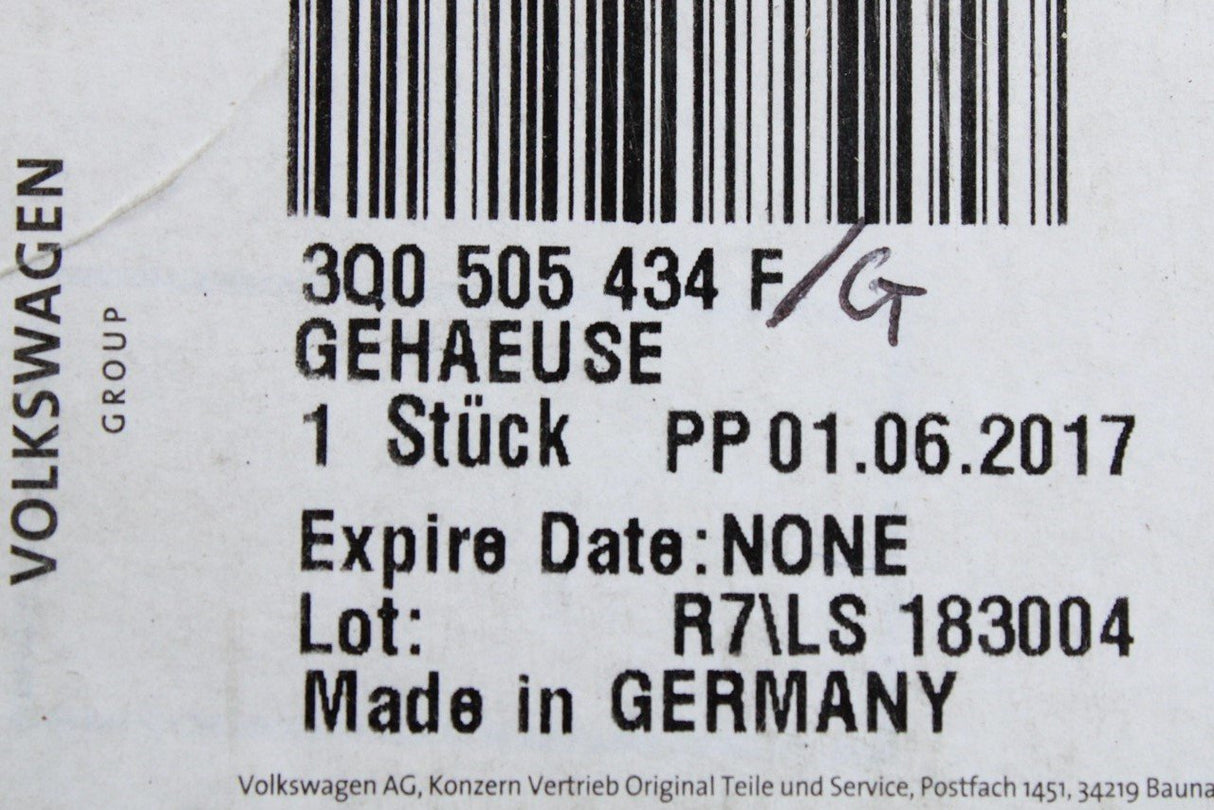 VOLKSWAGEN
GROUP
3Q0 505 434 F/G
GEHAEUSE
1 Stück PP 01.06.2017
Expire Date:NONE
Lot: R7\LS 183004
Made in GERMANY
Volkswagen AG, Konzern Vertrieb Original Teile und Service, Postfach 1451, 34219 Bauna